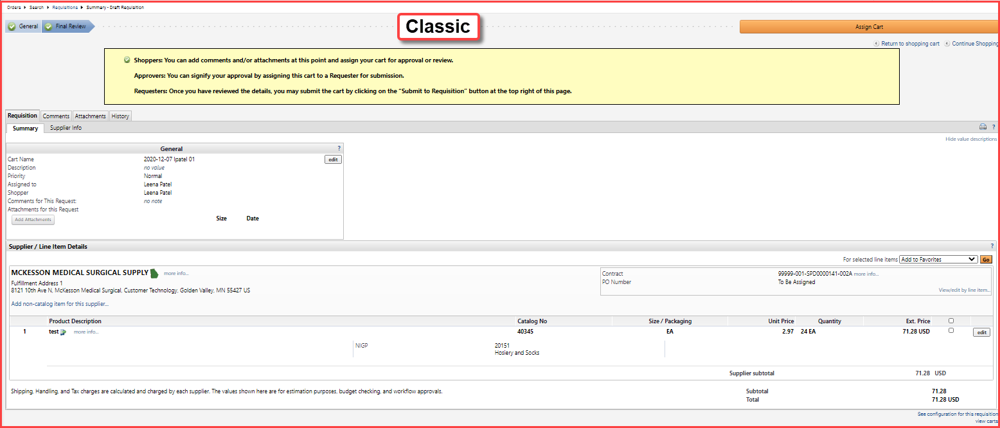 Orders Search Requisitions Summary - Draft Requisition
General Final Review Classic Assign Cart
Return to shopping cart Continue Shopping
Shoppers: You can add comments and/or attachments at this point and assign your cart for approval or review.
Approvers: You can signify your approval by assigning this cart to a Requester for submission.
Requesters: Once you have reviewed the details, you may submit the cart by clicking on the “Submit to Requisition” button at the top right of this page.
Requisition Comments Attachments History
Summary Supplier Info ?
Hide value descriptions
General ?
Cart Name 2020-12-07 lpatel 01 edit
Description no value
Priority Normal
Assigned to Leena Patel
Shopper Leena Patel
Comments for This Request: no note
Attachments for this Request
Add Attachments Size Date
Supplier / Line Item Details ?
For selected line items Add to Favorites Go
MCKESSON MEDICAL SURGICAL SUPPLY more info...
Fulfillment Address 1
8121 10th Ave N, McKesson Medical Surgical, Customer Technology, Golden Valley, MN 55427 US
Contract 99999-001-SPD0000141-002A more info...
PO Number To Be Assigned
View/edit by line item...
Add non-catalog item for this supplier...
Product Description Catalog No Size / Packaging Unit Price Quantity Ext. Price
1 test more info... 40345 EA 2.97 24 EA 71.28 USD edit
NIGP 20151
Hosiery and Socks
Supplier subtotal 71.28 USD
Shipping, Handling, and Tax charges are calculated and charged by each supplier. The values shown here are for estimation purposes, budget checking, and workflow approvals.
Subtotal 71.28
Total 71.28 USD
See configuration for this requisition
view carts